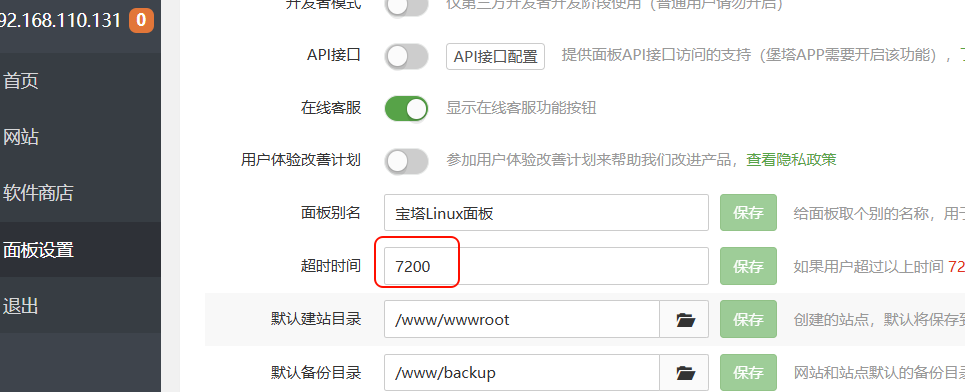 92.168.110.131 0
首页
网站
软件商店
面板设置
退出
开发者模式 仅第三方开发者开发阶段使用（普通用户请勿开启）
API接口 API接口配置 提供面板API接口访问的支持（堡塔APP需要开启该功能），
在线客服 显示在线客服功能按钮
用户体验改善计划 参加用户体验改善计划来帮助我们改进产品，查看隐私政策
面板别名 宝塔Linux面板 保存 给面板取个别的名称，用于
超时时间 7200 保存 如果用户超过以上时间 72
默认建站目录 /www/wwwroot 保存 创建的站点，默认将保存到
默认备份目录 /www/backup 保存 网站和站点默认的备份目录